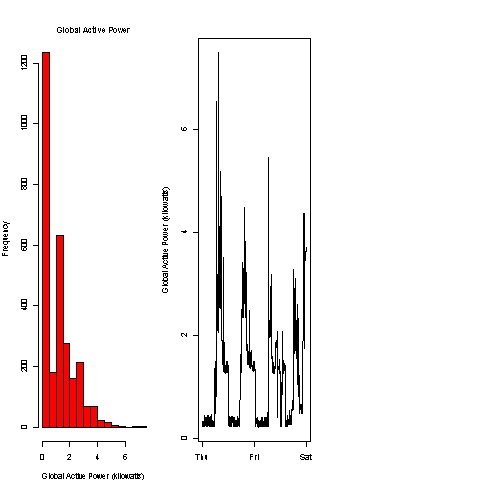 Global Active Power
Frequency
0 200 400 600 800 1000 1200
0 2 4 6
Global Active Power (kilowatts)
Global Active Power (kilowatts)
0 2 4 6
Thu Fri Sat